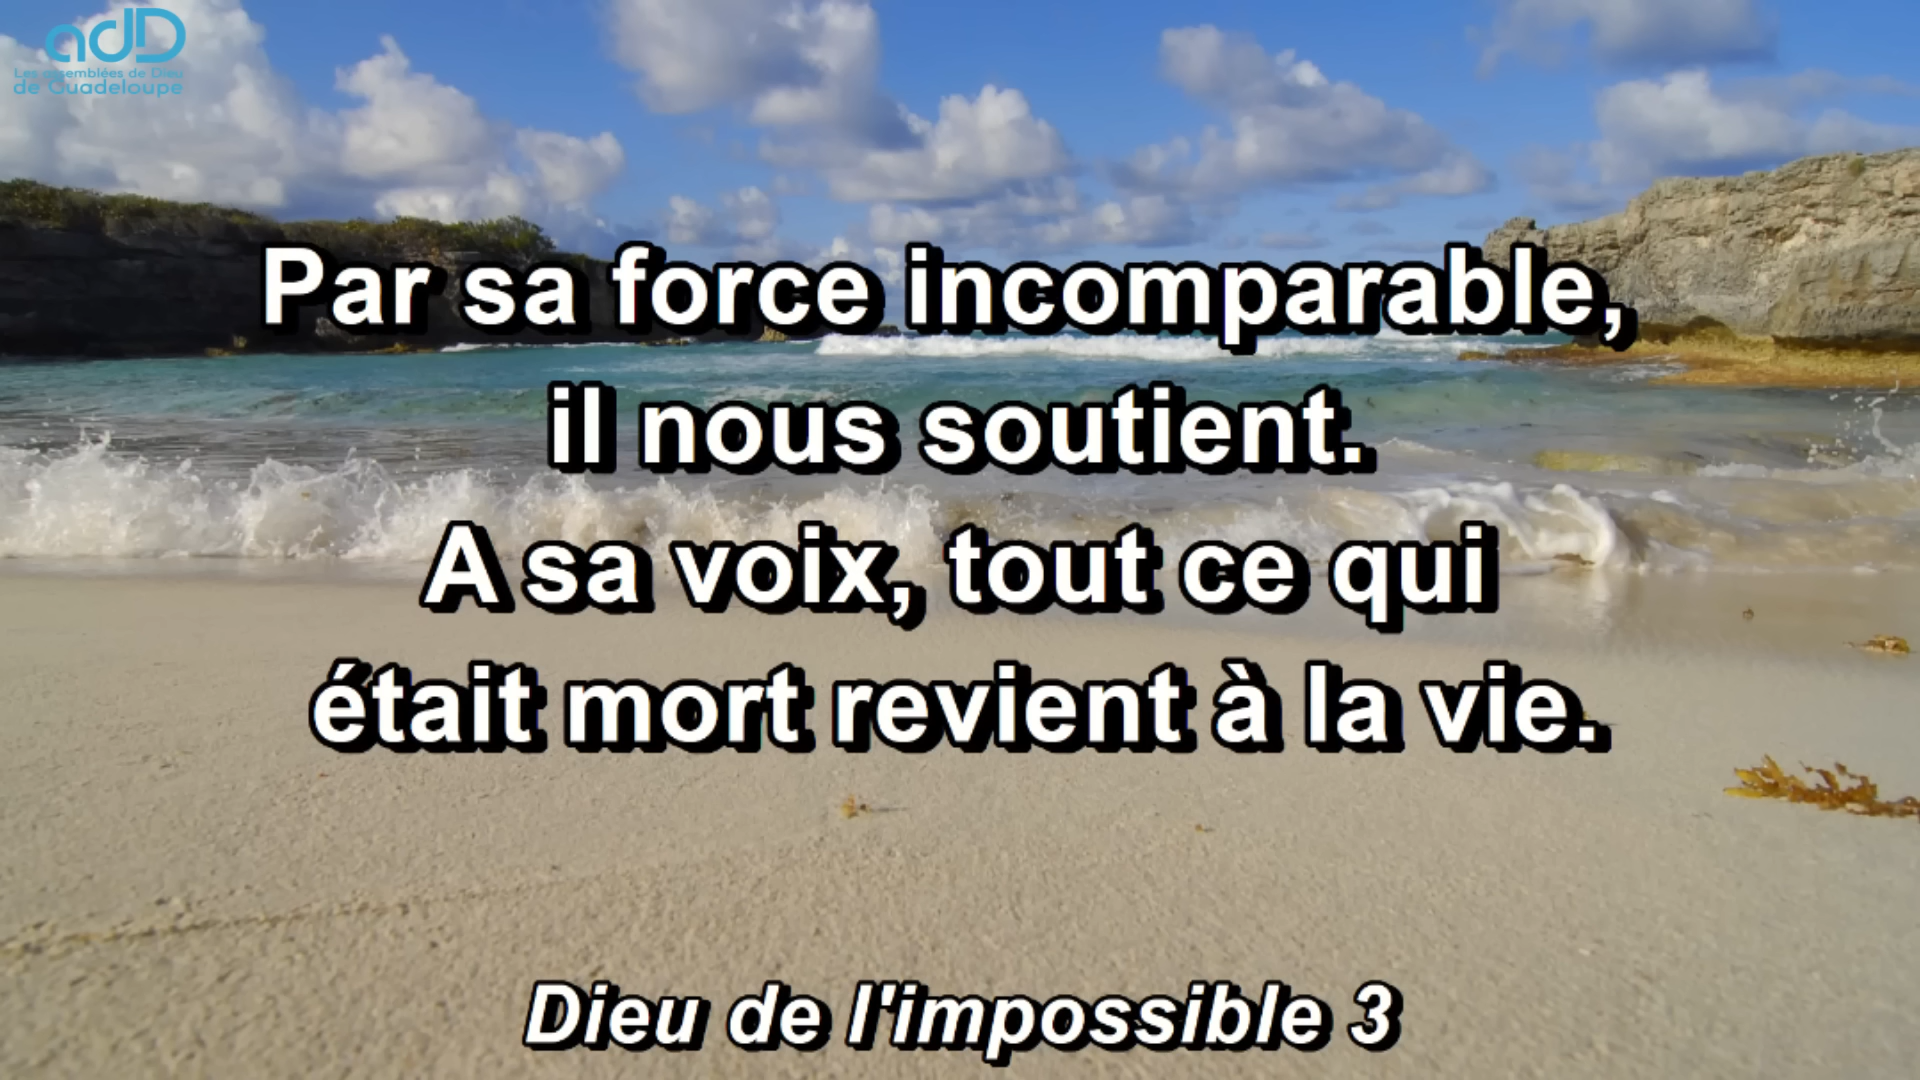 adD
Les assemblées de Dieu
de Guadeloupe
Par sa force incomparable,
il nous soutient.
A sa voix, tout ce qui
était mort revient à la vie.
Dieu de l'impossible 3